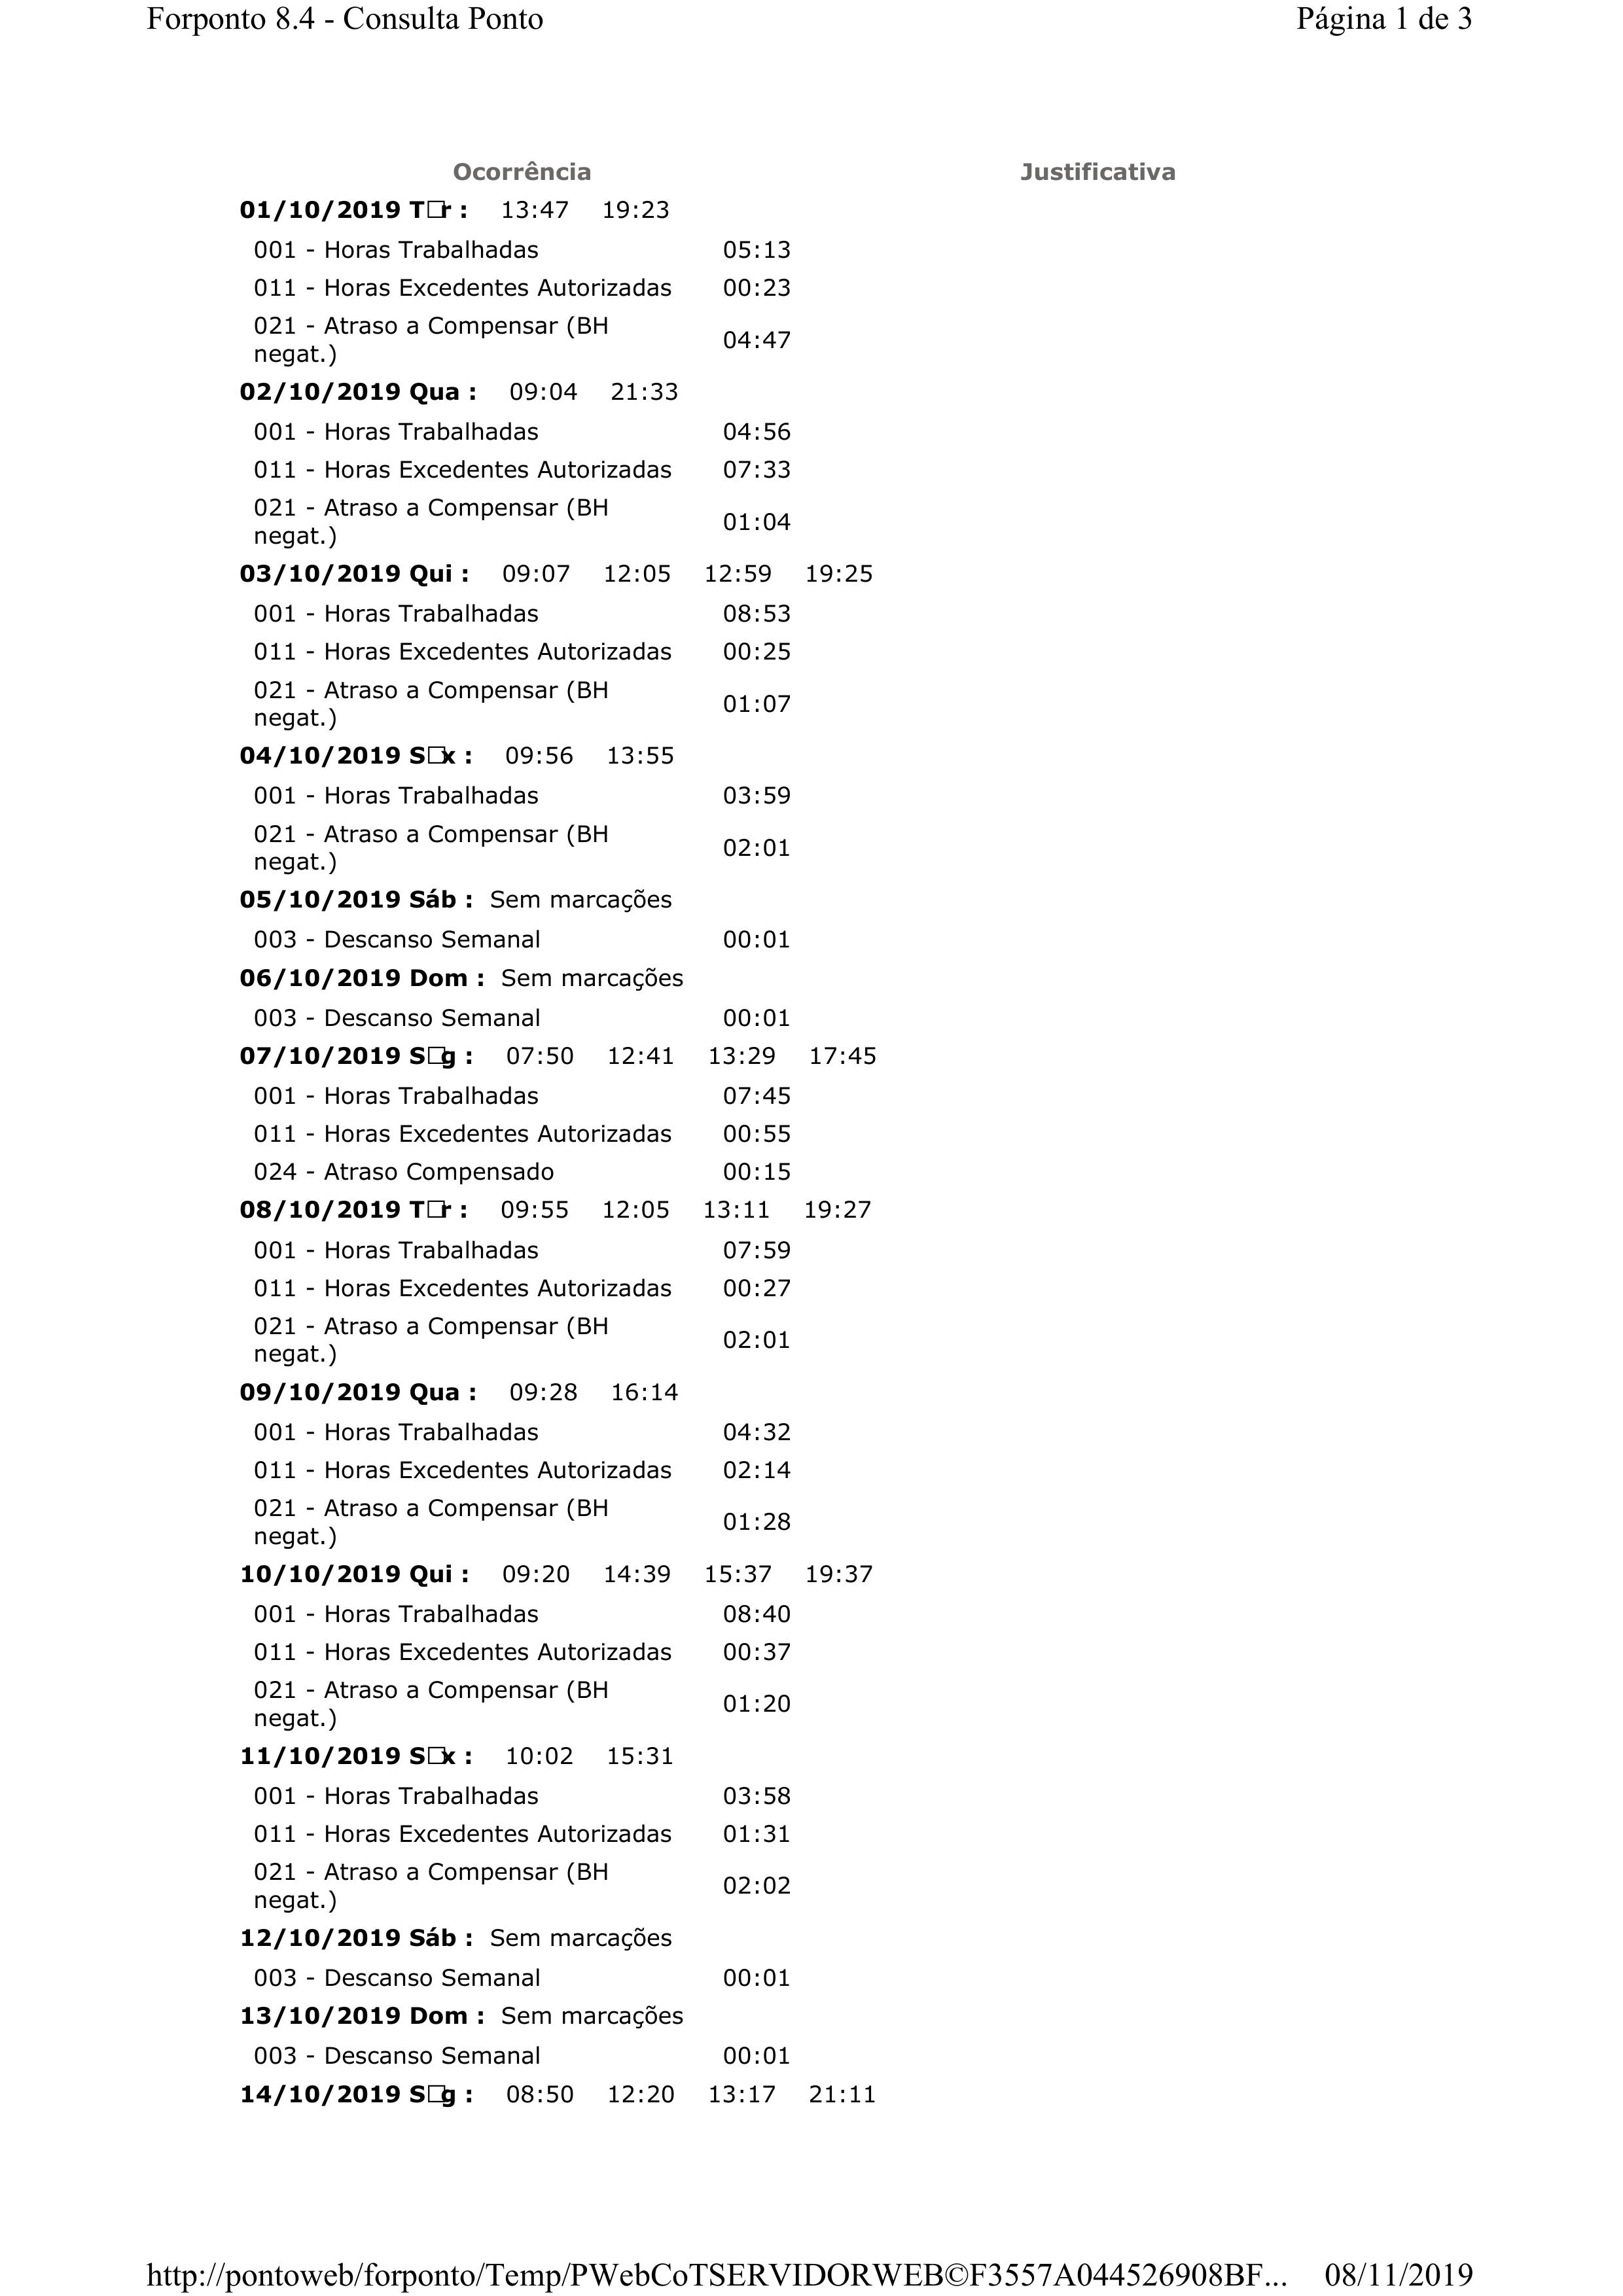 Forponto 8.4 - Consulta Ponto Página 1 de 3
Ocorrência Justificativa
01/10/2019 T□r : 13:47 19:23
001 - Horas Trabalhadas 05:13
011 - Horas Excedentes Autorizadas 00:23
021 - Atraso a Compensar (BH
negat.) 04:47
02/10/2019 Qua : 09:04 21:33
001 - Horas Trabalhadas 04:56
011 - Horas Excedentes Autorizadas 07:33
021 - Atraso a Compensar (BH
negat.) 01:04
03/10/2019 Qui : 09:07 12:05 12:59 19:25
001 - Horas Trabalhadas 08:53
011 - Horas Excedentes Autorizadas 00:25
021 - Atraso a Compensar (BH
negat.) 01:07
04/10/2019 S□x : 09:56 13:55
001 - Horas Trabalhadas 03:59
021 - Atraso a Compensar (BH
negat.) 02:01
05/10/2019 Sáb : Sem marcações
003 - Descanso Semanal 00:01
06/10/2019 Dom : Sem marcações
003 - Descanso Semanal 00:01
07/10/2019 S□g : 07:50 12:41 13:29 17:45
001 - Horas Trabalhadas 07:45
011 - Horas Excedentes Autorizadas 00:55
024 - Atraso Compensado 00:15
08/10/2019 T□r : 09:55 12:05 13:11 19:27
001 - Horas Trabalhadas 07:59
011 - Horas Excedentes Autorizadas 00:27
021 - Atraso a Compensar (BH
negat.) 02:01
09/10/2019 Qua : 09:28 16:14
001 - Horas Trabalhadas 04:32
011 - Horas Excedentes Autorizadas 02:14
021 - Atraso a Compensar (BH
negat.) 01:28
10/10/2019 Qui : 09:20 14:39 15:37 19:37
001 - Horas Trabalhadas 08:40
011 - Horas Excedentes Autorizadas 00:37
021 - Atraso a Compensar (BH
negat.) 01:20
11/10/2019 S□x : 10:02 15:31
001 - Horas Trabalhadas 03:58
011 - Horas Excedentes Autorizadas 01:31
021 - Atraso a Compensar (BH
negat.) 02:02
12/10/2019 Sáb : Sem marcações
003 - Descanso Semanal 00:01
13/10/2019 Dom : Sem marcações
003 - Descanso Semanal 00:01
14/10/2019 S□g : 08:50 12:20 13:17 21:11
http://pontoweb/forponto/Temp/PWebCoTSERVIDORWEB©F3557A044526908BF... 08/11/2019